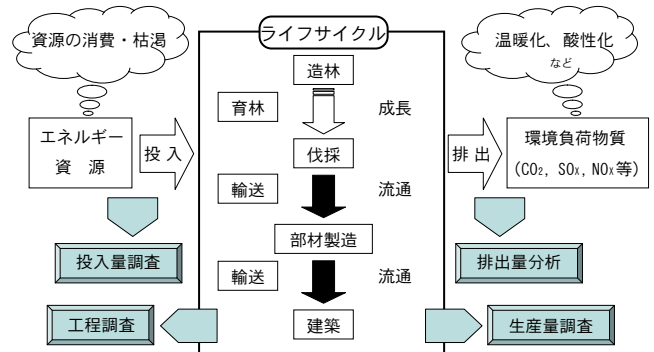 資源の消費・枯渇
ライフサイクル
温暖化、酸性化
など
造林
育林
成長
エネルギー
資 源
投 入
伐採
排 出
環境負荷物質
(CO₂, SOx, NOx等)
輸送
流通
部材製造
投入量調査
輸送
流通
排出量分析
工程調査
建築
生産量調査